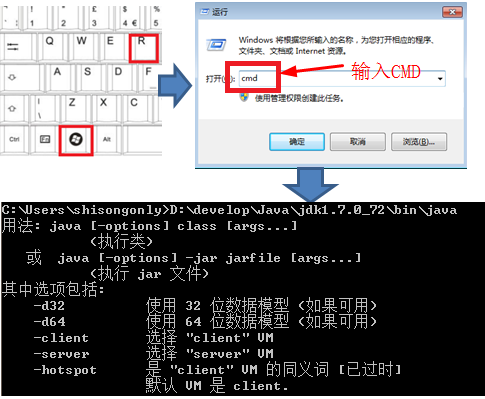 Q W E R
A S D F
\ Z X C
Ctrl Alt
运行
Windows 将根据您所输入的名称，为您打开相应的程序、
文件夹、文档或 Internet 资源。
打开(O): cmd
输入CMD
使用管理权限创建此任务。
确定 取消 浏览(B)...
C:\Users\shisongonly>D:\develop\Java\jdk1.7.0_72\bin\java
用法: java [-options] class [args...]
(执行类)
或 java [-options] -jar jarfile [args...]
(执行 jar 文件)
其中选项包括:
-d32 使用 32 位数据模型 (如果可用)
-d64 使用 64 位数据模型 (如果可用)
-client 选择 "client" VM
-server 选择 "server" VM
-hotspot 是 "client" VM 的同义词 [已过时]
默认 VM 是 client.